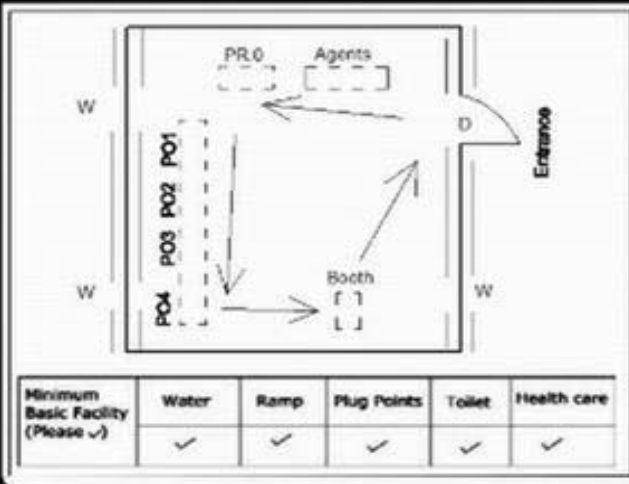 PR.0 Agents
W
D
Entrance
PO1
PO2
PO3
PO4
Booth
W
W
Minimum Basic Facility (Please ✓) Water Ramp Plug Points Toilet Health care
✓ ✓ ✓ ✓ ✓